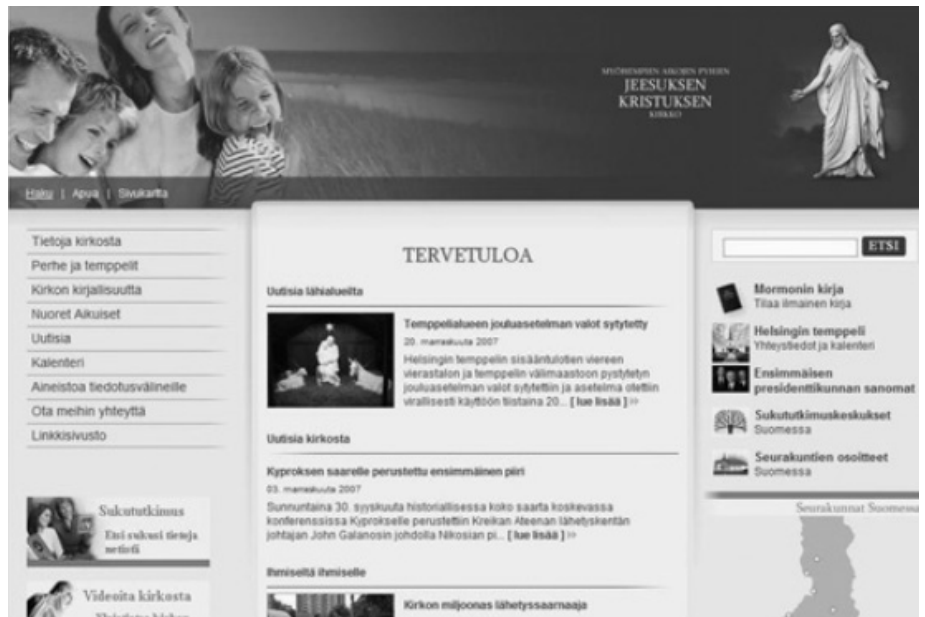 MYÖHEMPIEN AIKOJEN PYHIEN
JEESUKSEN
KRISTUKSEN
KIRKKO
Haku | Apua | Sivukartta
Tietoja kirkosta
Perhe ja temppelit
Kirkon kirjallisuutta
Nuoret Aikuiset
Uutisia
Kalenteri
Aineistoa tiedotusvälineille
Ota meihin yhteyttä
Linkkisivusto
Sukututkimus
Etsi sukusi tietoja
netistä
Videoita kirkosta
TERVETULOA
Uutisia lähialueilta
Temppelialueen jouluasetelman valot sytytetty
20. marraskuuta 2007
Helsingin temppelin sisääntulotien viereen
vierastalon ja temppelin välimaastoon pystytetyn
jouluasetelman valot sytytettiin ja asetelma otettiin
virallisesti käyttöön tiistaina 20... [ lue lisää ] »
Uutisia kirkosta
Kyproksen saarelle perustettu ensimmäinen piiri
03. marraskuuta 2007
Sunnuntaina 30. syyskuuta historiallisessa koko saarta koskevassa
konferenssissa Kyprokselle perustettiin Kreikan Ateenan lähetyskentän
johtajan John Galanosin johdolla Nikosian pi... [ lue lisää ] »
Ihmiseltä ihmiselle
Kirkon miljoonas lähetyssaarnaaja
ETSI
Mormonin kirja
Tilaa ilmainen kirja
Helsingin temppeli
Yhteystiedot ja kalenteri
Ensimmäisen
presidenttikunnan sanomat
Sukututkimuskeskukset
Suomessa
Seurakuntien osoitteet
Suomessa
Seurakunnat Suomessa